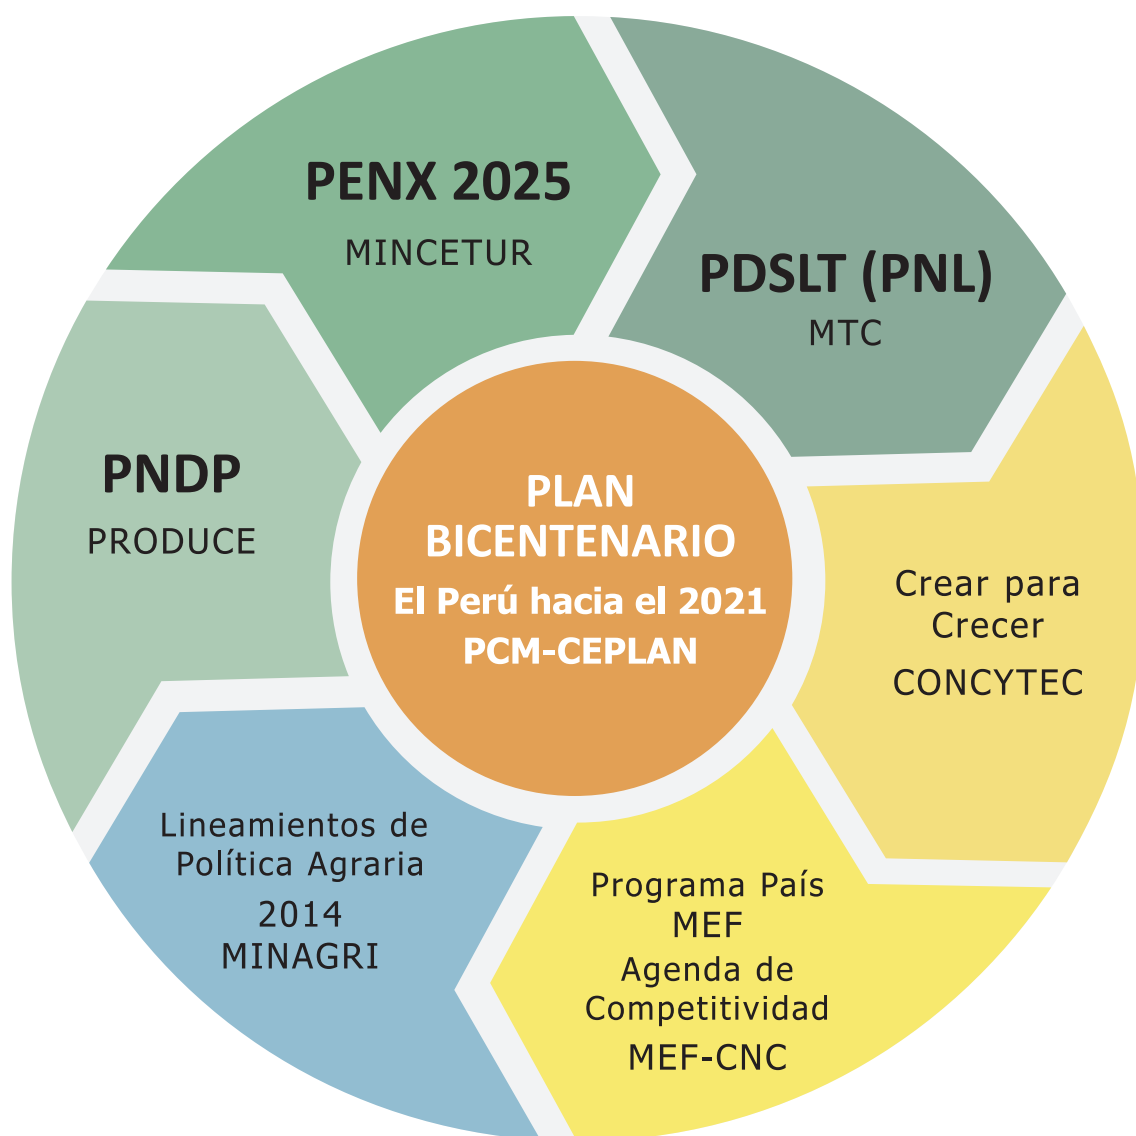 PENX 2025
MINCETUR
PDSLT (PNL)
MTC
Crear para
Crecer
CONCYTEC
Programa País
MEF
Agenda de
Competitividad
MEF-CNC
Lineamientos de
Política Agraria
2014
MINAGRI
PNDP
PRODUCE
PLAN
BICENTENARIO
El Perú hacia el 2021
PCM-CEPLAN